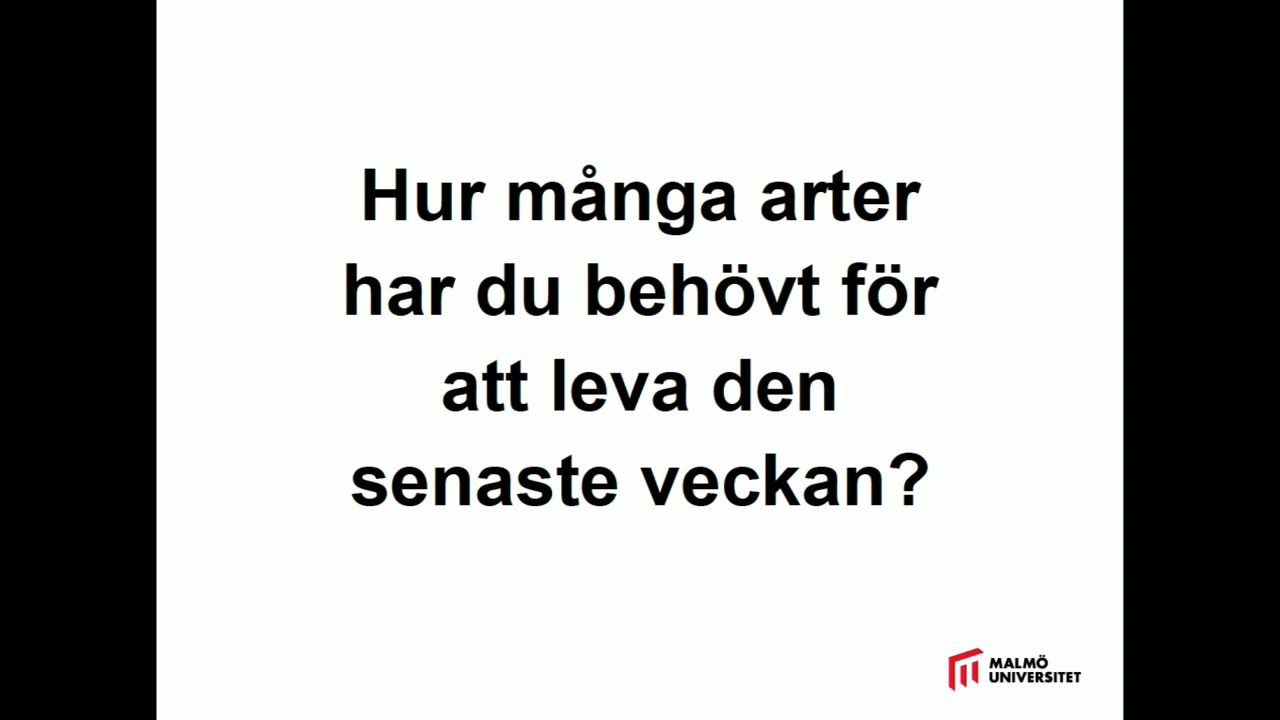 Hur många arter
har du behövt för
att leva den
senaste veckan?
MALMÖ
UNIVERSITET